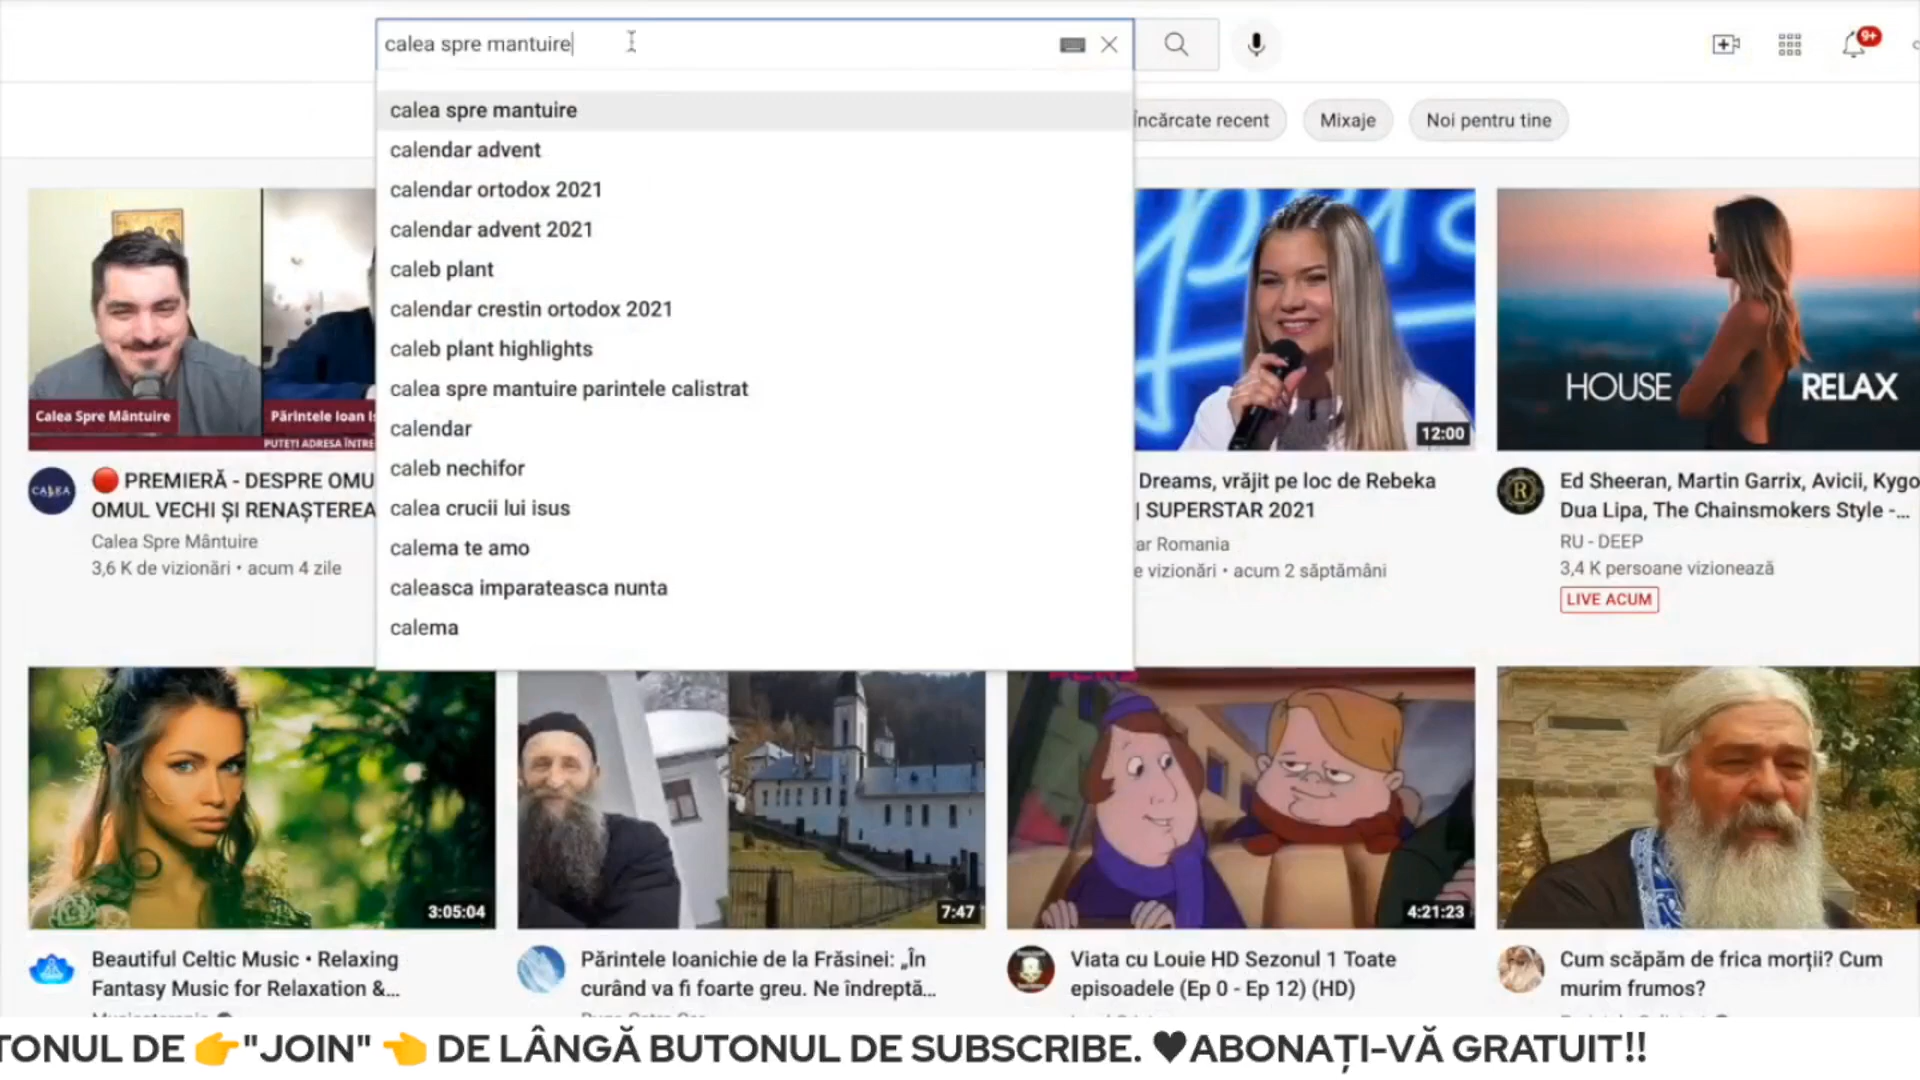 calea spre mantuire
9+
calea spre mantuire
calendar advent
calendar ortodox 2021
calendar advent 2021
caleb plant
calendar crestin ortodox 2021
caleb plant highlights
calea spre mantuire parintele calistrat
calendar
caleb nechifor
calea crucii lui isus
calema te amo
caleasca imparateasca nunta
calema
încărcate recent
Mixaje
Noi pentru tine
Calea Spre Mântuire
Părintele Ioan
PUTEȚI ADRESA
CALEA
🔴 PREMIERĂ - DESPRE OMU
OMUL VECHI ȘI RENAȘTEREA
Calea Spre Mântuire
3,6 K de vizionări • acum 4 zile
12:00
Dreams, vrăjit pe loc de Rebeka
| SUPERSTAR 2021
ar Romania
e vizionări • acum 2 săptămâni
HOUSE RELAX
R
Ed Sheeran, Martin Garrix, Avicii, Kygo
Dua Lipa, The Chainsmokers Style -...
RU - DEEP
3,4 K persoane vizionează
LIVE ACUM
3:05:04
Beautiful Celtic Music • Relaxing
Fantasy Music for Relaxation &...
7:47
Părintele Ioanichie de la Frăsinei: „În
curând va fi foarte greu. Ne îndreptă...
4:21:23
Viata cu Louie HD Sezonul 1 Toate
episoadele (Ep 0 - Ep 12) (HD)
Cum scăpăm de frica morții? Cum
murim frumos?
TONUL DE 👉"JOIN" 👈 DE LÂNGĂ BUTONUL DE SUBSCRIBE. ♥ABONAȚI-VĂ GRATUIT!!